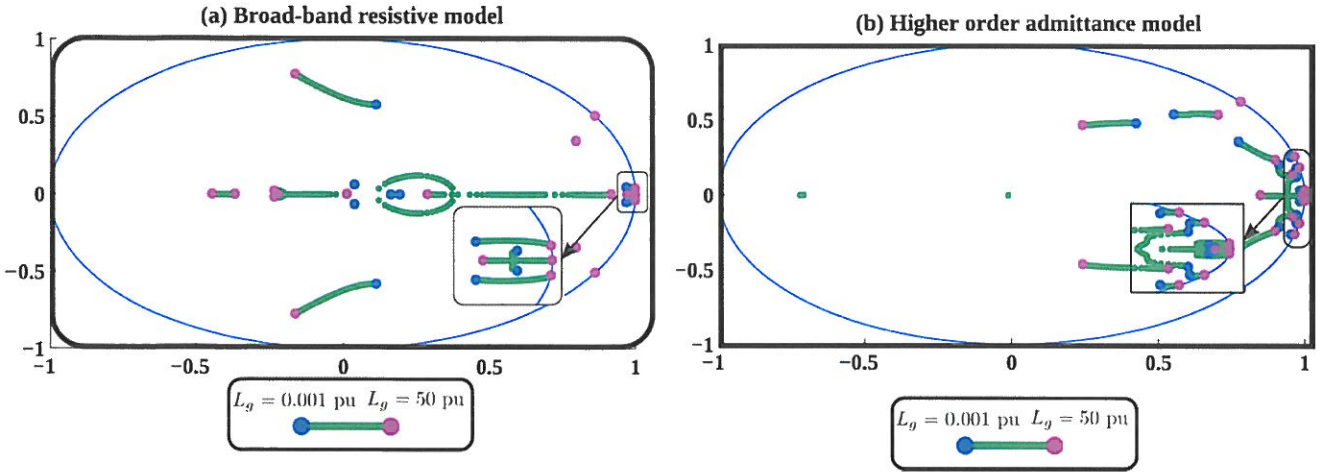 (a) Broad-band resistive model
1
0.5
0
−0.5
−1
−1 −0.5 0 0.5 1
L_g = 0.001 pu L_g = 50 pu
(b) Higher order admittance model
1
0.5
0
−0.5
−1
−1 −0.5 0 0.5 1
L_g = 0.001 pu L_g = 50 pu